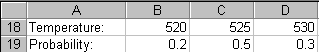 A B C D
18 Temperature: 520 525 530
19 Probability: 0.2 0.5 0.3